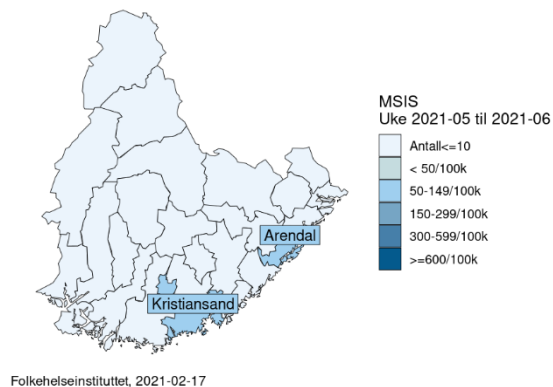 MSIS
Uke 2021-05 til 2021-06
Antall<=10
< 50/100k
50-149/100k
150-299/100k
300-599/100k
>=600/100k
Arendal
Kristiansand
Folkehelseinstituttet, 2021-02-17